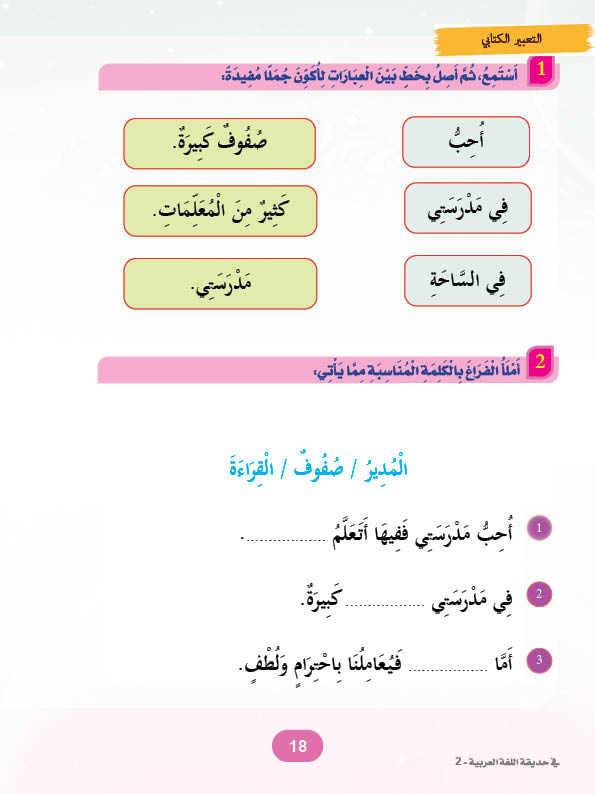 التعبير الكتابي
1 أَسْتَمِعُ، ثُمَّ أَصِلُ بِخَطٍّ بَيْنَ الْعِبَارَاتِ لِأُكَوِّنَ جُمَلًا مُفِيدَةً:
أُحِبُّ صُفُوفٌ كَبِيرَةٌ.
فِي مَدْرَسَتِي كَثِيرٌ مِنَ الْمُعَلِّمَاتِ.
فِي السَّاحَةِ مَدْرَسَتِي.
2 أَمْلَأُ الْفَرَاغَ بِالْكَلِمَةِ الْمُنَاسِبَةِ مِمَّا يَأْتِي:
الْمُدِيرُ / صُفُوفٌ / الْقِرَاءَةَ
1 أُحِبُّ مَدْرَسَتِي فَفِيهَا أَتَعَلَّمُ ..................
2 فِي مَدْرَسَتِي .................. كَبِيرَةٌ.
3 أَمَّا .................. فَيُعَامِلُنَا بِاحْتِرَامٍ وَلُطْفٍ.
18
في حديقة اللغة العربية - 2